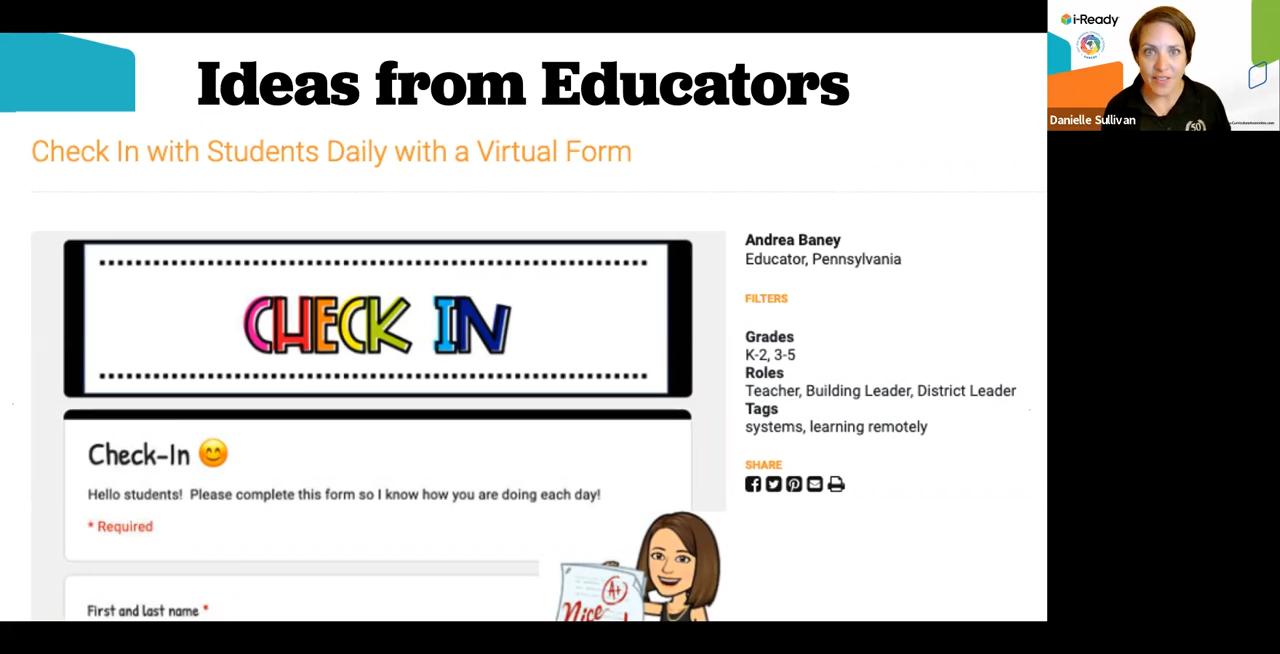 Ideas from Educators
Check In with Students Daily with a Virtual Form
CHECK IN
Check-In 😊
Hello students! Please complete this form so I know how you are doing each day!
* Required
First and last name *
A+
Nice
Andrea Baney
Educator, Pennsylvania
FILTERS
Grades
K-2, 3-5
Roles
Teacher, Building Leader, District Leader
Tags
systems, learning remotely
SHARE
i-Ready
Danielle Sullivan
50